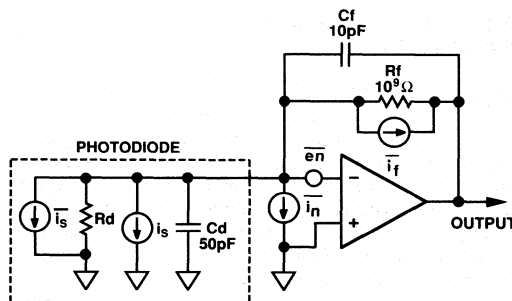 Cf
10pF
Rf
10⁹Ω
PHOTODIODE
en
−
if
is
Rd
is
Cd
50pF
in
+
OUTPUT